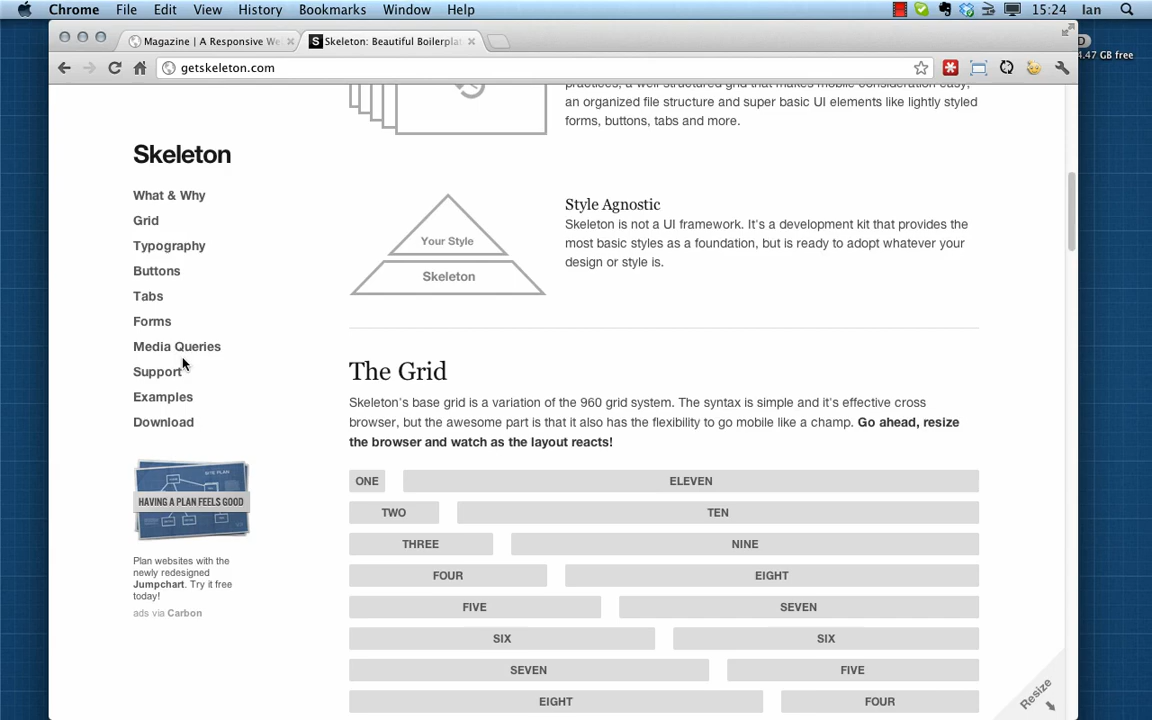 Chrome File Edit View History Bookmarks Window Help 15:24 Ian
Magazine | A Responsive We
Skeleton: Beautiful Boilerplat
getskeleton.com
4.47 GB free
practices, a well structured grid that makes mobile consideration easy,
an organized file structure and super basic UI elements like lightly styled
forms, buttons, tabs and more.
Skeleton
What & Why
Grid
Typography
Buttons
Tabs
Forms
Media Queries
Support
Examples
Download
SITE PLAN
HAVING A PLAN FEELS GOOD
Plan websites with the
newly redesigned
Jumpchart. Try it free
today!
ads via Carbon
Your Style
Skeleton
Style Agnostic
Skeleton is not a UI framework. It's a development kit that provides the
most basic styles as a foundation, but is ready to adopt whatever your
design or style is.
The Grid
Skeleton's base grid is a variation of the 960 grid system. The syntax is simple and it's effective cross
browser, but the awesome part is that it also has the flexibility to go mobile like a champ. Go ahead, resize
the browser and watch as the layout reacts!
ONE ELEVEN
TWO TEN
THREE NINE
FOUR EIGHT
FIVE SEVEN
SIX SIX
SEVEN FIVE
EIGHT FOUR
Resize